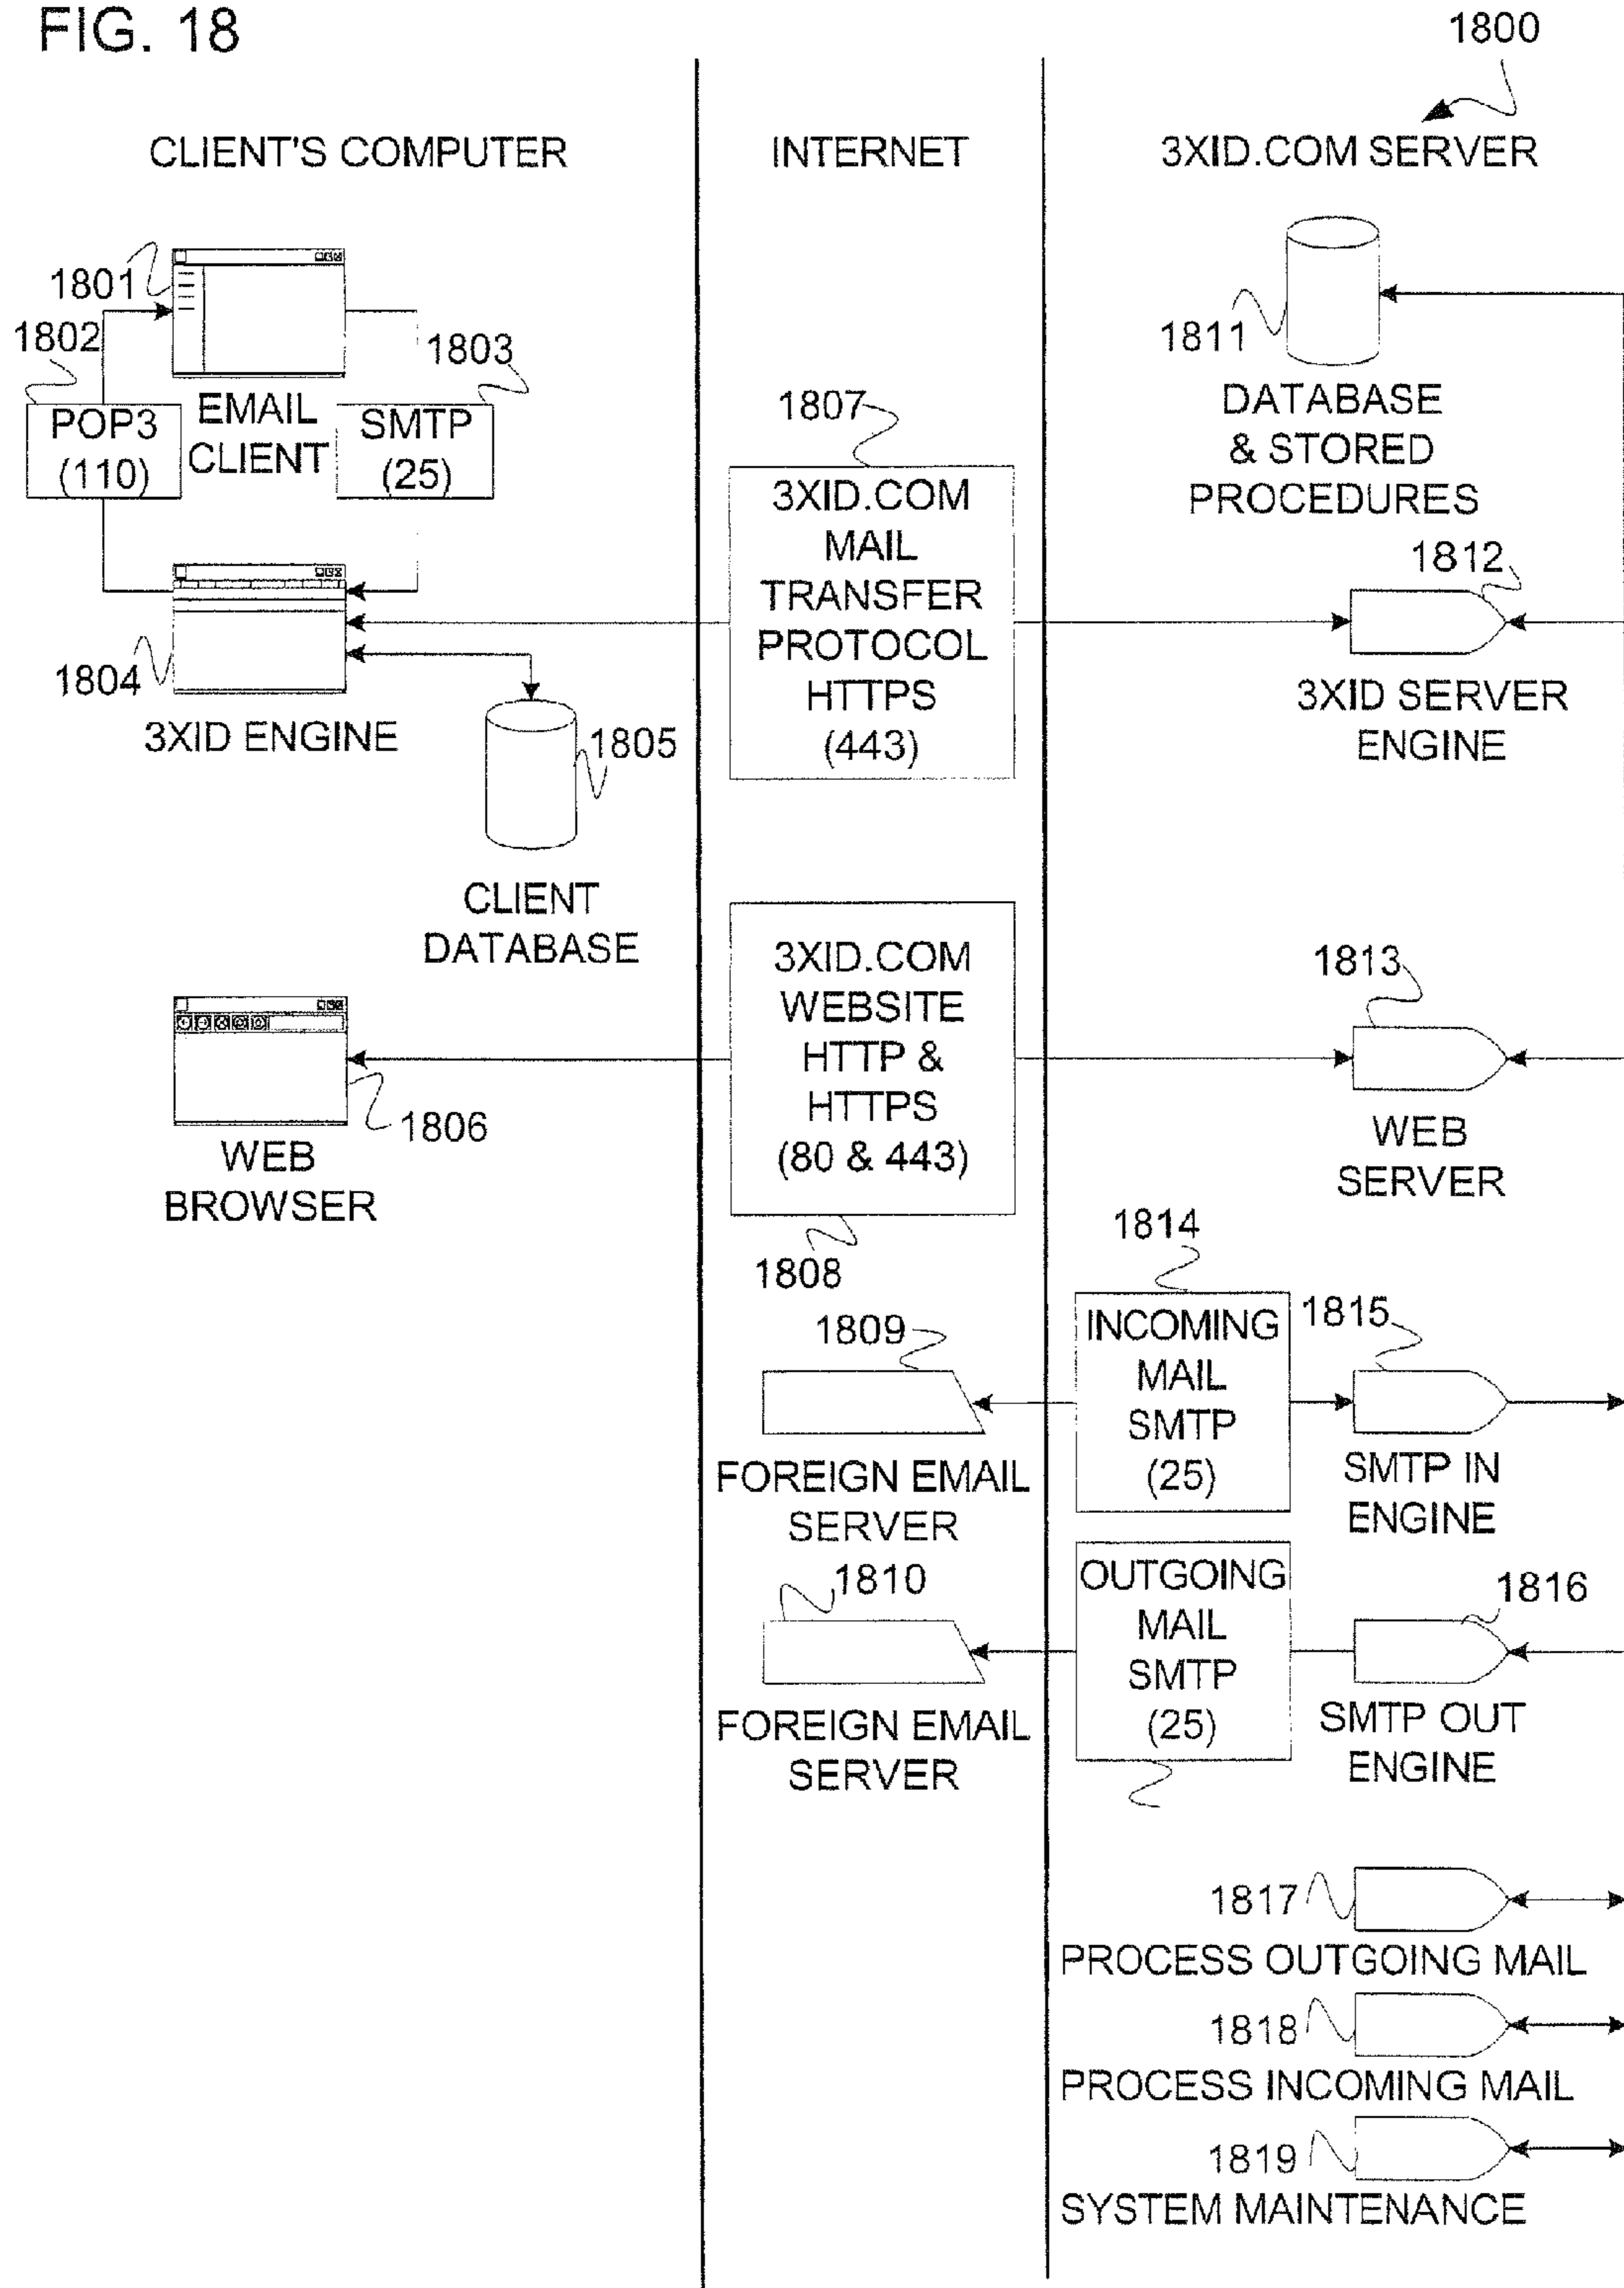 FIG. 18
1800
CLIENT'S COMPUTER
INTERNET
3XID.COM SERVER
1801
1802
POP3
(110)
EMAIL
CLIENT
1803
SMTP
(25)
1804
3XID ENGINE
1805
CLIENT
DATABASE
1806
WEB
BROWSER
1807
3XID.COM
MAIL
TRANSFER
PROTOCOL
HTTPS
(443)
3XID.COM
WEBSITE
HTTP &
HTTPS
(80 & 443)
1808
1809
FOREIGN EMAIL
SERVER
1810
FOREIGN EMAIL
SERVER
1811
DATABASE
& STORED
PROCEDURES
1812
3XID SERVER
ENGINE
1813
WEB
SERVER
1814
INCOMING
MAIL
SMTP
(25)
1815
SMTP IN
ENGINE
OUTGOING
MAIL
SMTP
(25)
1816
SMTP OUT
ENGINE
1817
PROCESS OUTGOING MAIL
1818
PROCESS INCOMING MAIL
1819
SYSTEM MAINTENANCE